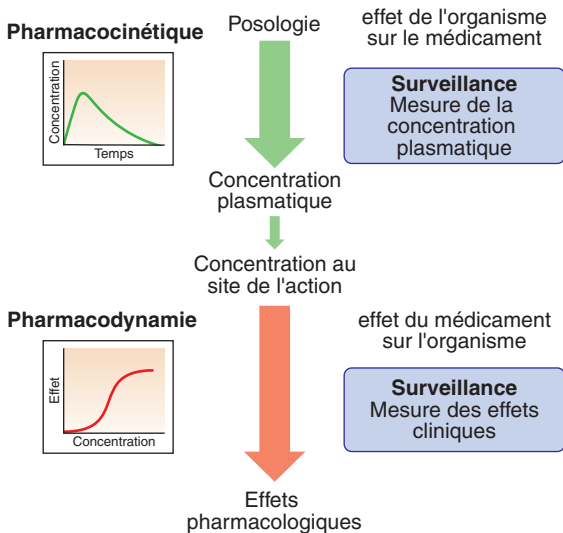 Pharmacocinétique
Concentration
Temps
Posologie
effet de l'organisme
sur le médicament
Surveillance
Mesure de la
concentration
plasmatique
Concentration
plasmatique
Concentration au
site de l'action
Pharmacodynamie
Effet
Concentration
effet du médicament
sur l'organisme
Surveillance
Mesure des effets
cliniques
Effets
pharmacologiques